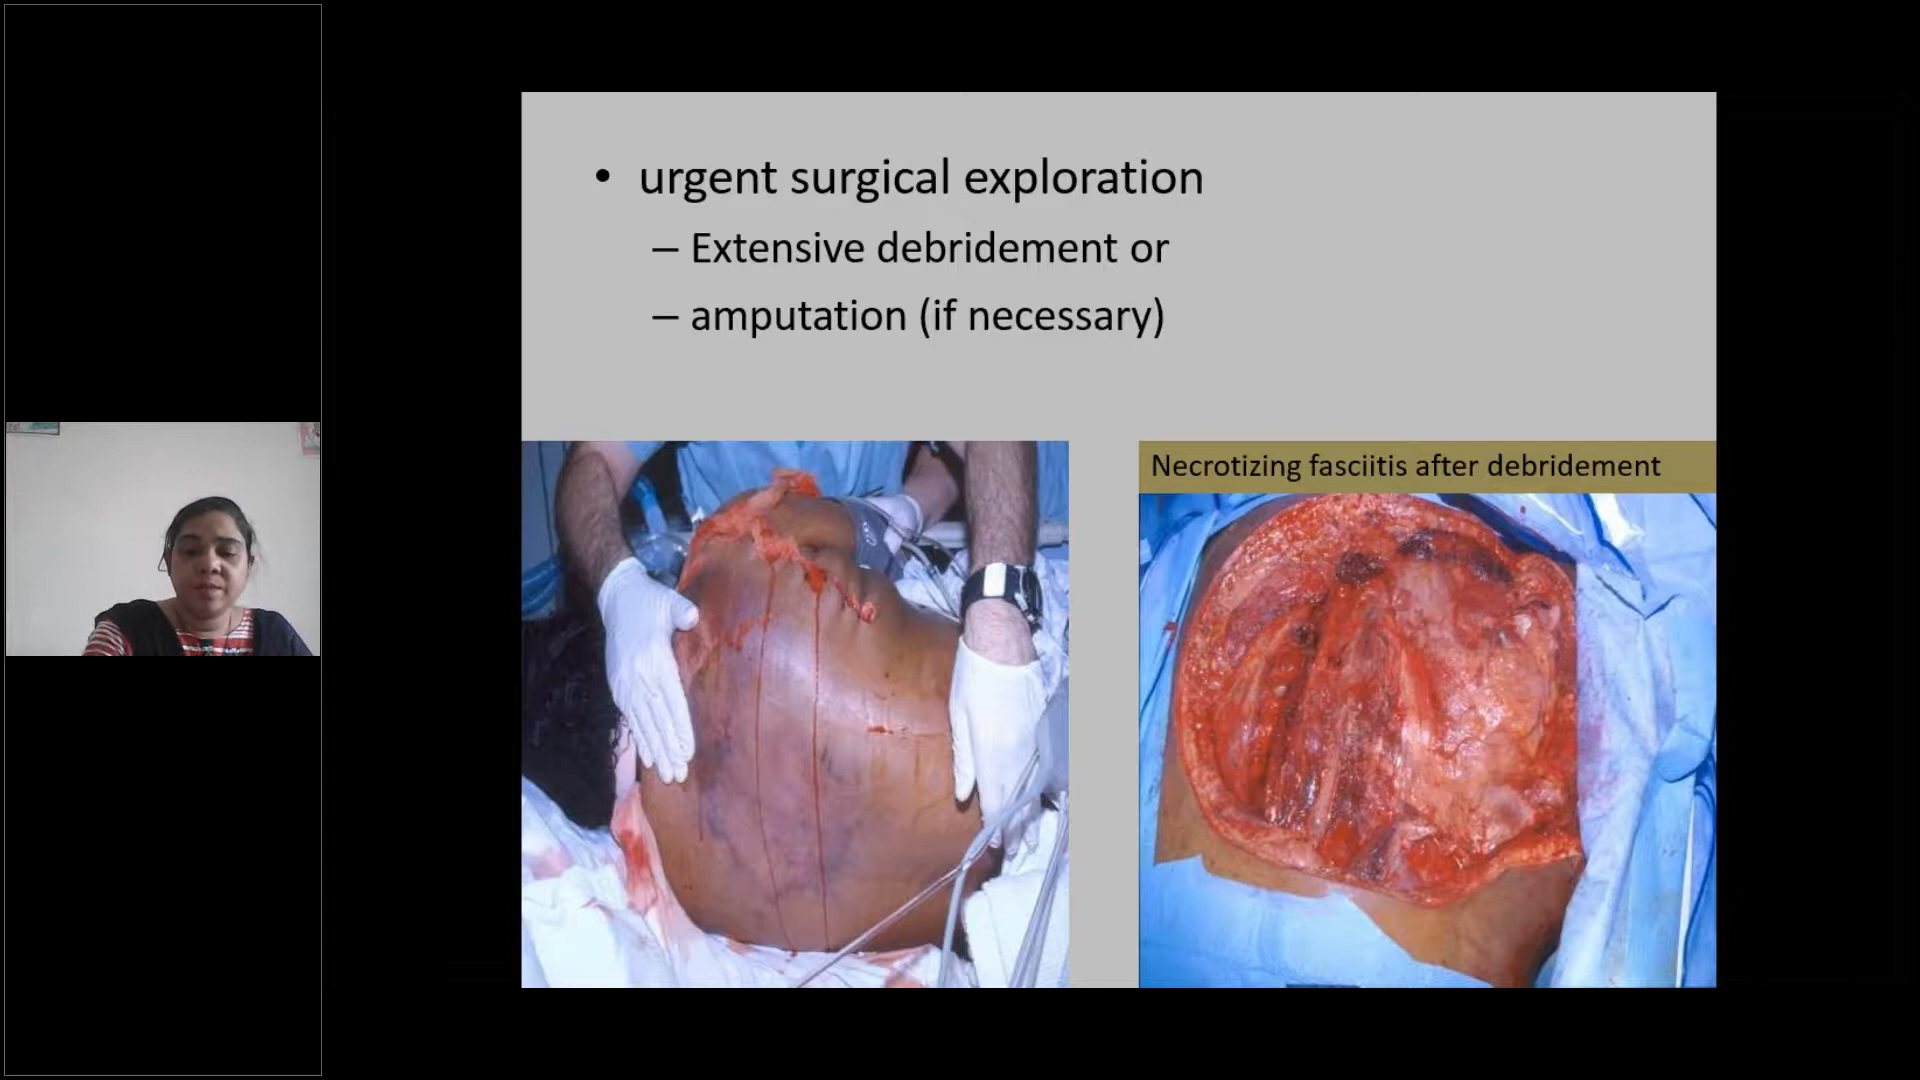 • urgent surgical exploration
– Extensive debridement or
– amputation (if necessary)
Necrotizing fasciitis after debridement